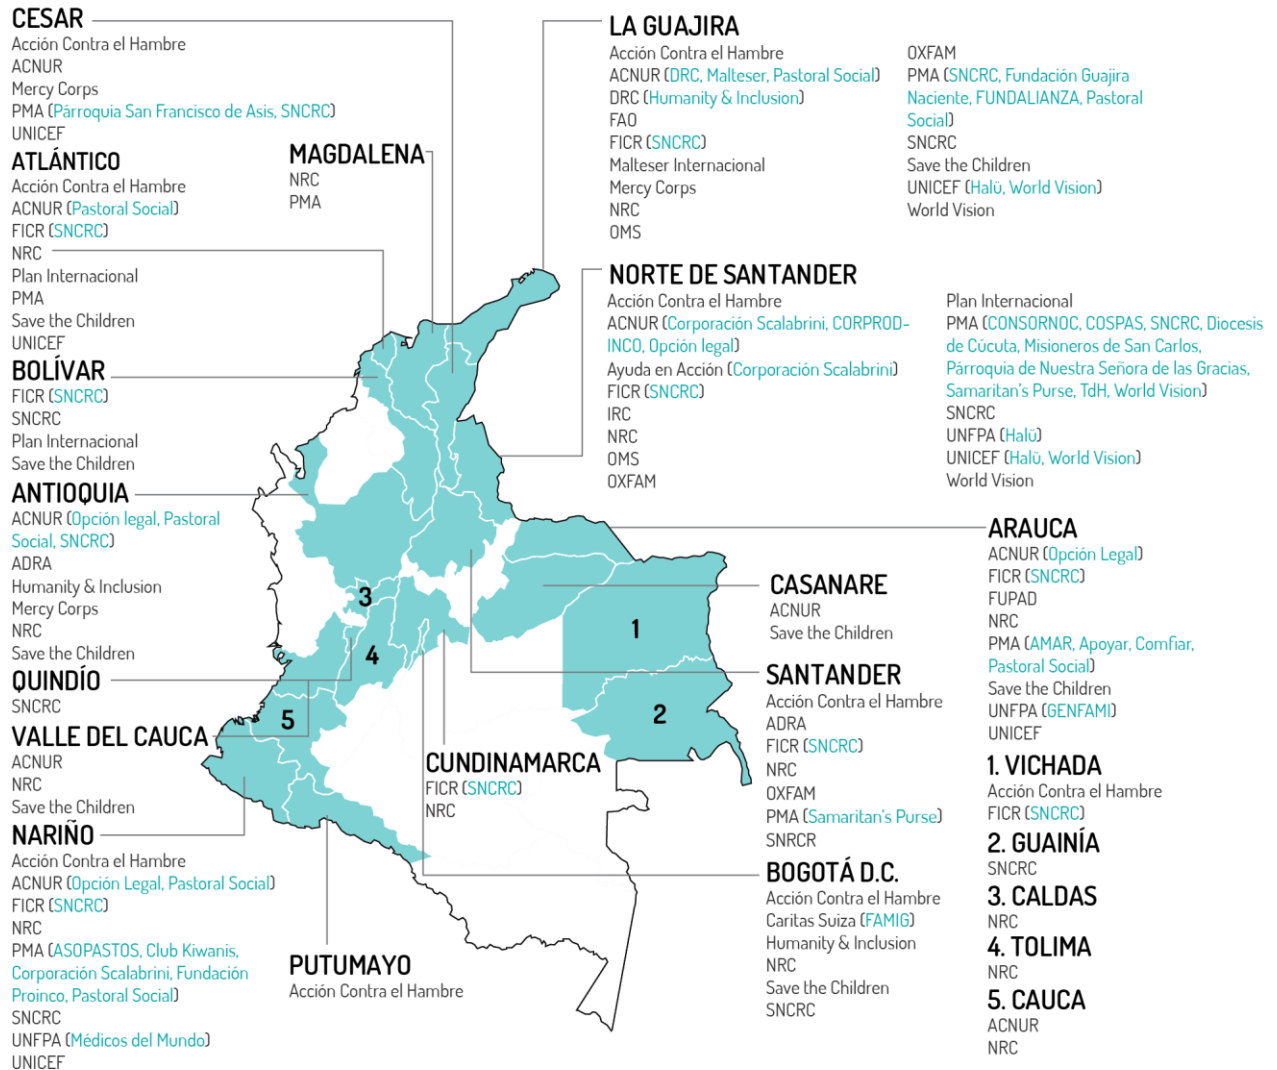 CESAR
Acción Contra el Hambre
ACNUR
Mercy Corps
PMA (Párroquia San Francisco de Asis, SNCRC)
UNICEF
ATLÁNTICO
Acción Contra el Hambre
ACNUR (Pastoral Social)
FICR (SNCRC)
NRC
Plan Internacional
PMA
Save the Children
UNICEF
BOLÍVAR
FICR (SNCRC)
SNCRC
Plan Internacional
Save the Children
ANTIOQUIA
ACNUR (Opción legal, Pastoral
Social, SNCRC)
ADRA
Humanity & Inclusion
Mercy Corps
NRC
Save the Children
QUINDÍO
SNCRC
VALLE DEL CAUCA
ACNUR
NRC
Save the Children
NARIÑO
Acción Contra el Hambre
ACNUR (Opción Legal, Pastoral Social)
FICR (SNCRC)
NRC
PMA (ASOPASTOS, Club Kiwanis,
Corporación Scalabrini, Fundación
Proinco, Pastoral Social)
SNCRC
UNFPA (Médicos del Mundo)
UNICEF
MAGDALENA
NRC
PMA
LA GUAJIRA
Acción Contra el Hambre
ACNUR (DRC, Malteser, Pastoral Social)
DRC (Humanity & Inclusion)
FAO
FICR (SNCRC)
Malteser Internacional
Mercy Corps
NRC
OMS
OXFAM
PMA (SNCRC, Fundación Guajira
Naciente, FUNDALIANZA, Pastoral
Social)
SNCRC
Save the Children
UNICEF (Halü, World Vision)
World Vision
NORTE DE SANTANDER
Acción Contra el Hambre
ACNUR (Corporación Scalabrini, CORPROD-
INCO, Opción legal)
Ayuda en Acción (Corporación Scalabrini)
FICR (SNCRC)
IRC
NRC
OMS
OXFAM
Plan Internacional
PMA (CONSORNOC, COSPAS, SNCRC, Diocesis
de Cúcuta, Misioneros de San Carlos,
Párroquia de Nuestra Señora de las Gracias,
Samaritan's Purse, TdH, World Vision)
SNCRC
UNFPA (Halü)
UNICEF (Halü, World Vision)
World Vision
ARAUCA
ACNUR (Opción Legal)
FICR (SNCRC)
FUPAD
NRC
PMA (AMAR, Apoyar, Comfiar,
Pastoral Social)
Save the Children
UNFPA (GENFAMI)
UNICEF
CASANARE
ACNUR
Save the Children
SANTANDER
Acción Contra el Hambre
ADRA
FICR (SNCRC)
NRC
OXFAM
PMA (Samaritan's Purse)
SNRCR
CUNDINAMARCA
FICR (SNCRC)
NRC
BOGOTÁ D.C.
Acción Contra el Hambre
Caritas Suiza (FAMIG)
Humanity & Inclusion
NRC
Save the Children
SNCRC
PUTUMAYO
Acción Contra el Hambre
1. VICHADA
Acción Contra el Hambre
FICR (SNCRC)
2. GUAINÍA
SNCRC
3. CALDAS
NRC
4. TOLIMA
NRC
5. CAUCA
ACNUR
NRC
3
1
4
2
5